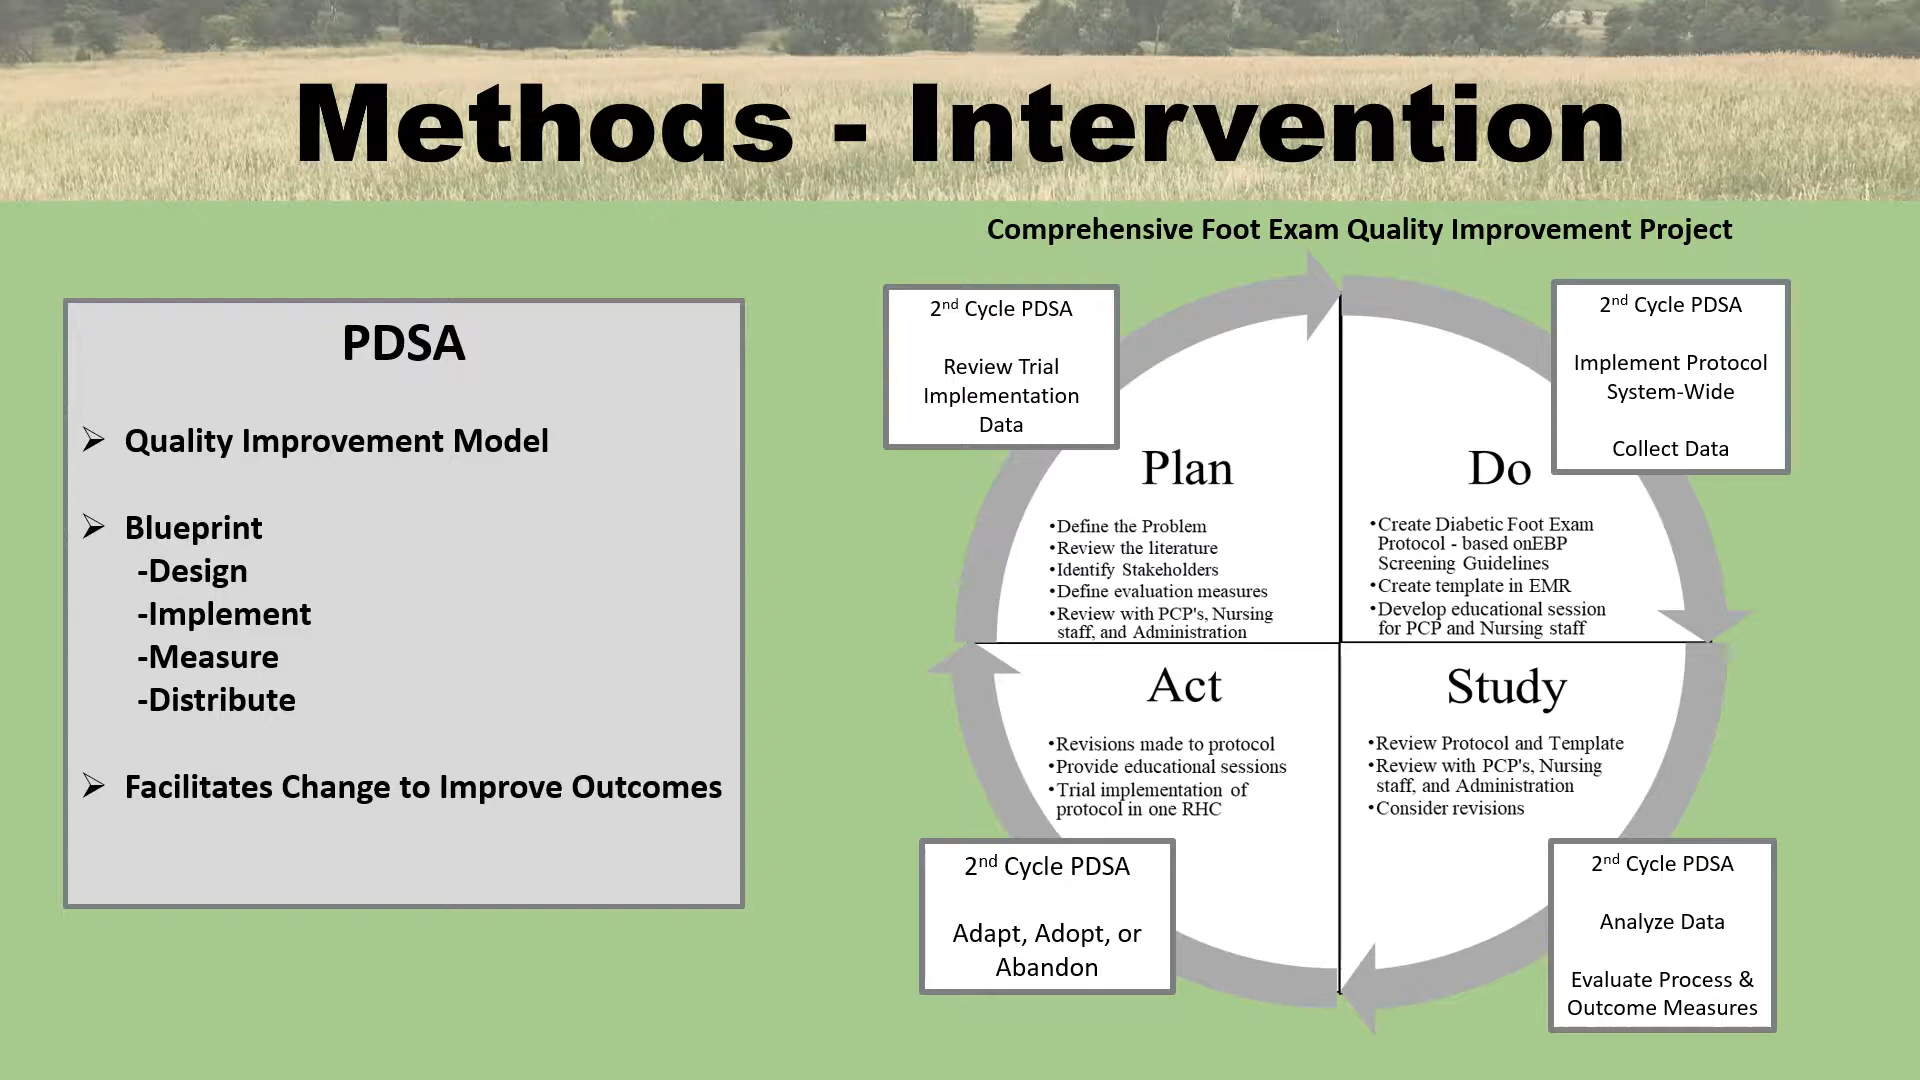 Methods - Intervention
Comprehensive Foot Exam Quality Improvement Project
PDSA
➢ Quality Improvement Model
➢ Blueprint
-Design
-Implement
-Measure
-Distribute
➢ Facilitates Change to Improve Outcomes
2nd Cycle PDSA
Review Trial
Implementation
Data
2nd Cycle PDSA
Implement Protocol
System-Wide
Collect Data
Plan
•Define the Problem
•Review the literature
•Identify Stakeholders
•Define evaluation measures
•Review with PCP's, Nursing
staff, and Administration
Do
•Create Diabetic Foot Exam
Protocol - based onEBP
Screening Guidelines
•Create template in EMR
•Develop educational session
for PCP and Nursing staff
Act
•Revisions made to protocol
•Provide educational sessions
•Trial implementation of
protocol in one RHC
Study
•Review Protocol and Template
•Review with PCP's, Nursing
staff, and Administration
•Consider revisions
2nd Cycle PDSA
Adapt, Adopt, or
Abandon
2nd Cycle PDSA
Analyze Data
Evaluate Process &
Outcome Measures